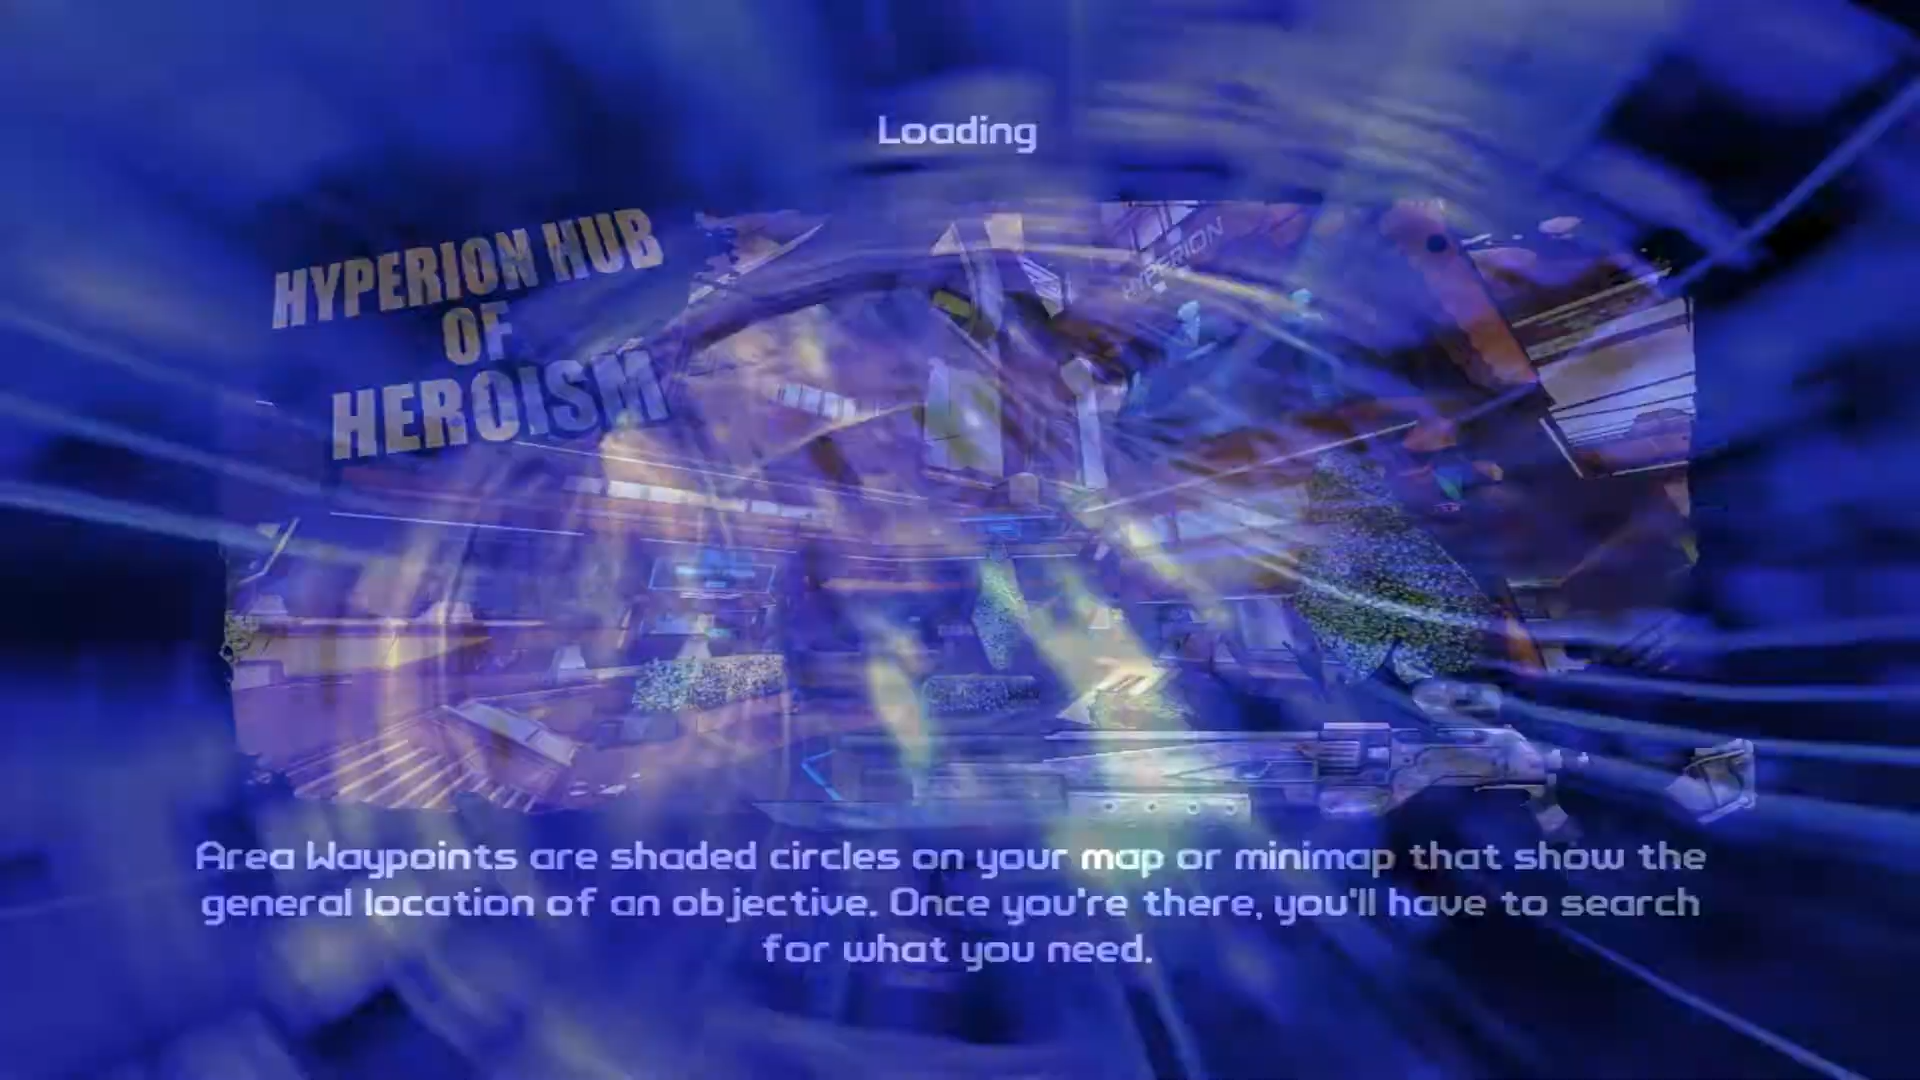 Loading
HYPERION HUB
OF
HEROISM
HYPERION
Area Waypoints are shaded circles on your map or minimap that show the
general location of an objective. Once you're there, you'll have to search
for what you need.